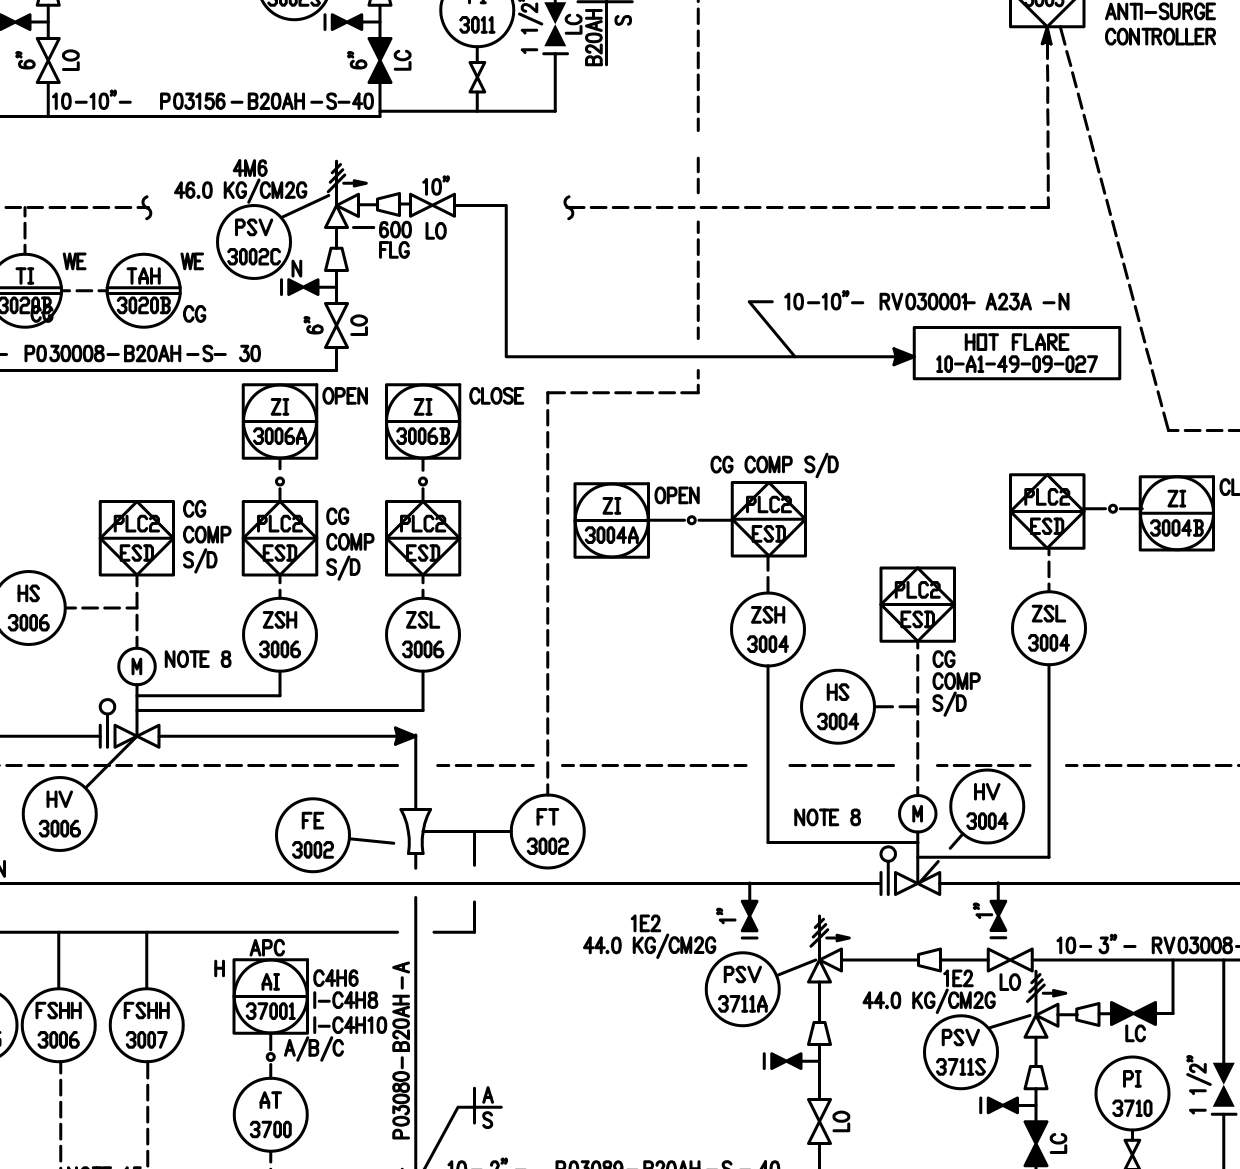 3011
1 1/2"
LC
B20AH
S
ANTI-SURGE
CONTROLLER
6"
LO
6"
LC
10-10"- P03156-B20AH-S-40
4M6
46.0 KG/CM2G
PSV
3002C
10"
600 LO
FLG
N
6"
LO
TI
3020B
WE
CG
TAH
3020B
WE
CG
- P030008-B20AH-S- 30
10-10"- RV030001- A23A -N
HOT FLARE
10-A1-49-09-027
ZI
3006A
OPEN
ZI
3006B
CLOSE
PLC2
ESD
CG
COMP
S/D
PLC2
ESD
CG
COMP
S/D
PLC2
ESD
HS
3006
ZSH
3006
ZSL
3006
M
NOTE 8
HV
3006
ZI
3004A
OPEN
CG COMP S/D
PLC2
ESD
PLC2
ESD
ZI
3004B
CL
ZSH
3004
PLC2
ESD
CG
COMP
S/D
ZSL
3004
HS
3004
NOTE 8
M
HV
3004
FE
3002
FT
3002
N
1"
1"
1E2
44.0 KG/CM2G
PSV
3711A
LO
10-3"- RV03008-
1E2
44.0 KG/CM2G
PSV
3711S
LC
PI
3710
1 1/2"
LO
LC
FSHH
3006
FSHH
3007
APC
H
AI
37001
C4H6
I-C4H8
I-C4H10
A/B/C
AT
3700
P03080-B20AH-A
A
S
10-2"- P03089-B20AH-S-40